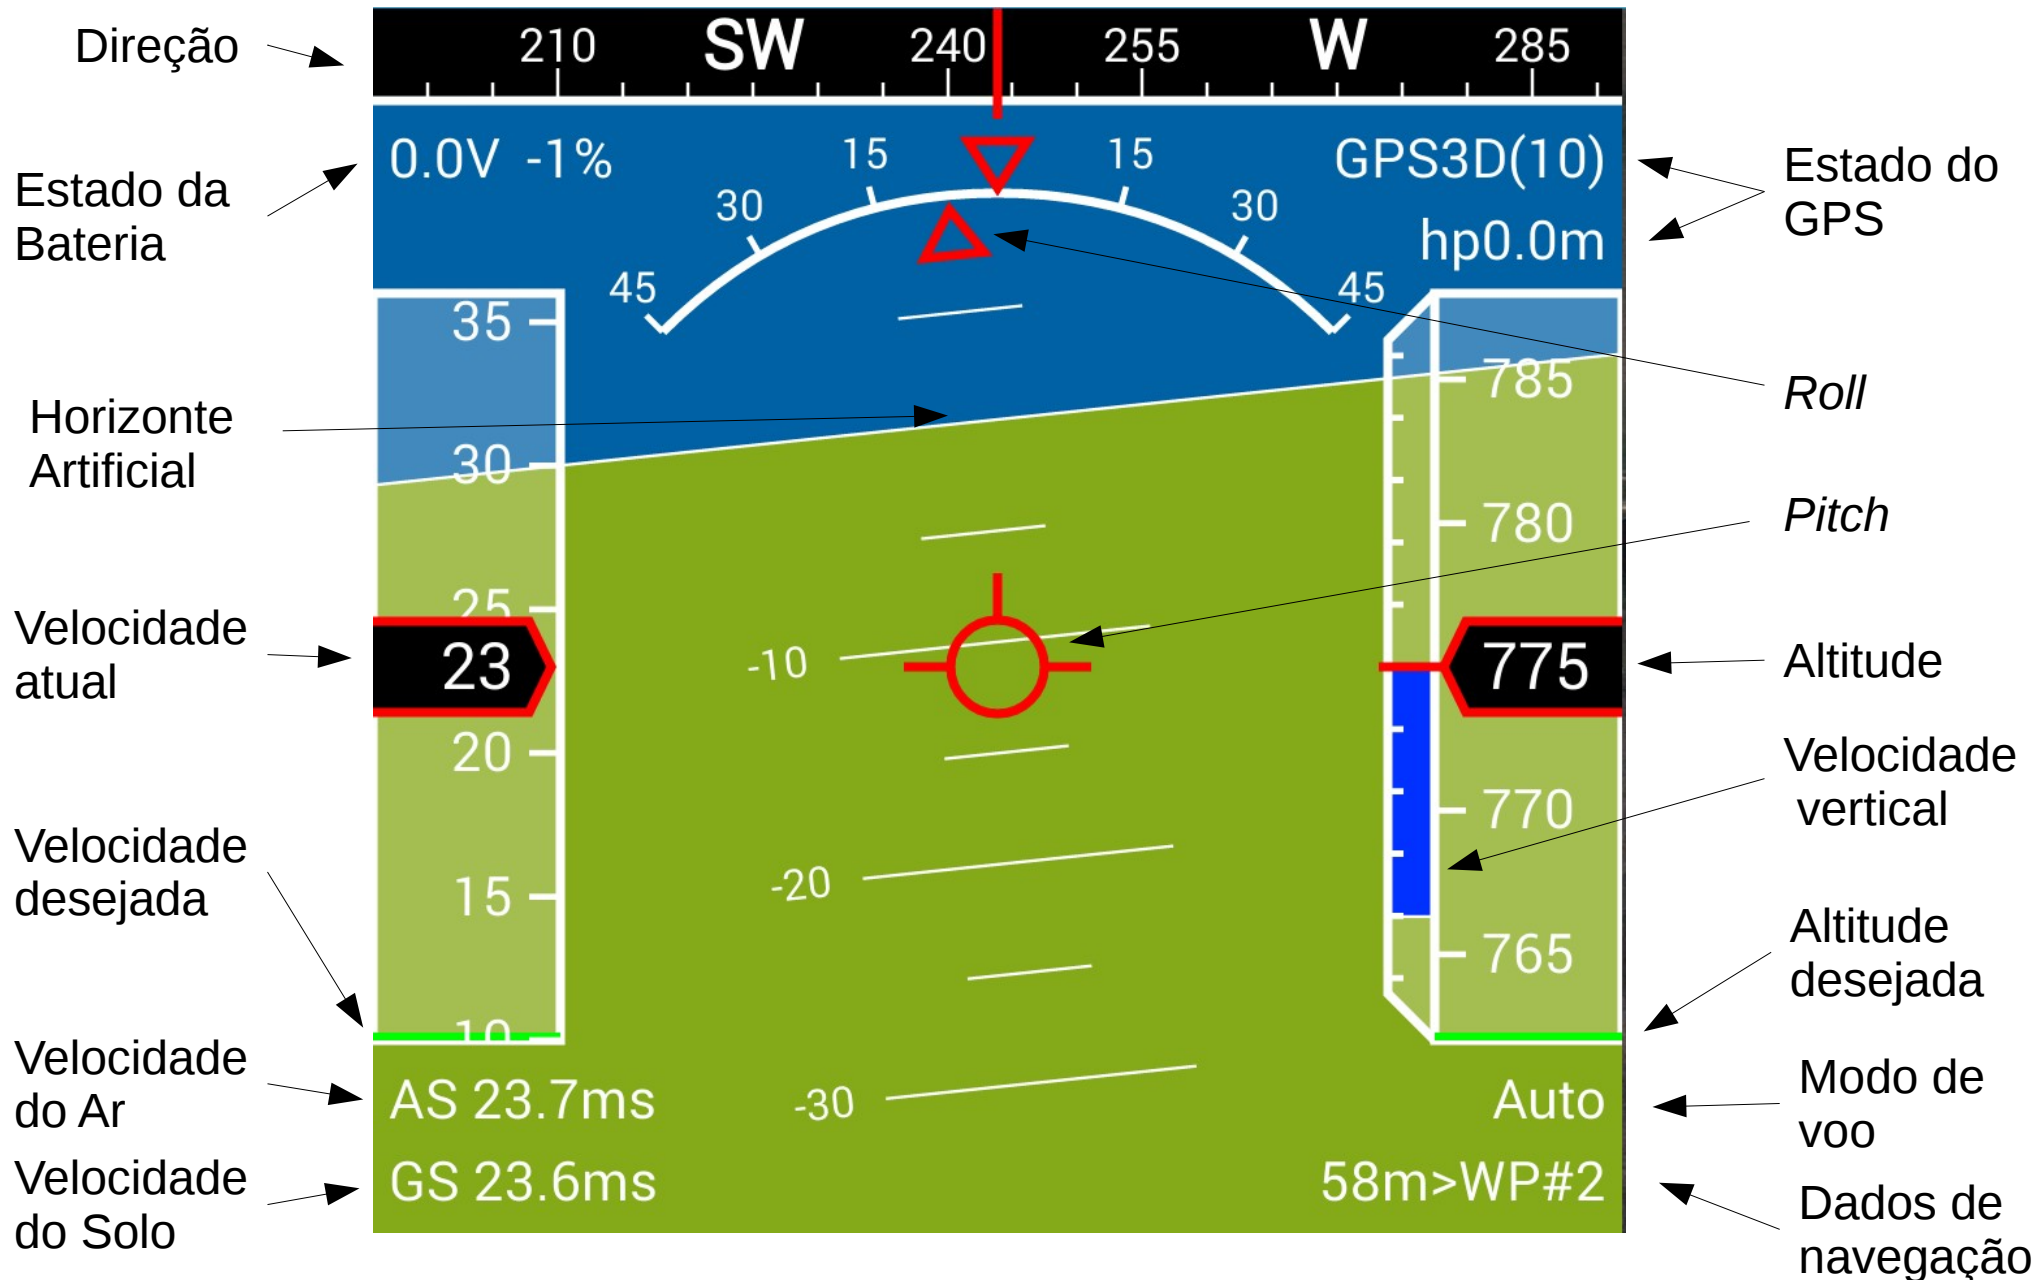 Direção
210 SW 240 255 W 285
Estado da
Bateria
0.0V -1%
15 15
30 30
45 45
GPS3D(10)
hp0.0m
Estado do
GPS
Horizonte
Artificial
Roll
Pitch
35
30
25
23
20
15
10
785
780
775
770
765
-10
-20
-30
Velocidade
atual
Altitude
Velocidade
vertical
Velocidade
desejada
Altitude
desejada
Velocidade
do Ar
AS 23.7ms
Auto
Modo de
voo
Velocidade
do Solo
GS 23.6ms
58m>WP#2
Dados de
navegação